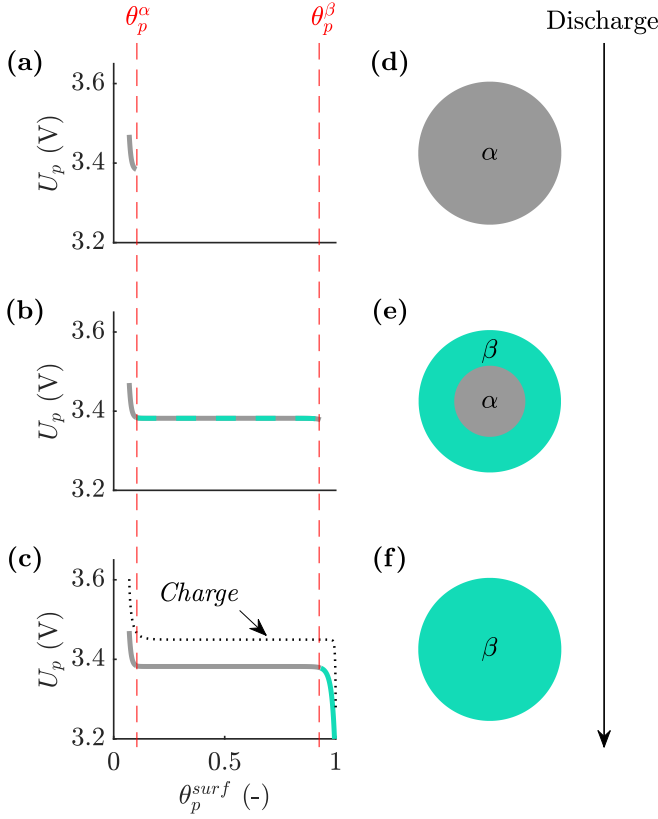 θ_p^α θ_p^β Discharge
(a) (d)
3.6
3.4
3.2
U_p (V)
α
(b) (e)
3.6
3.4
3.2
U_p (V)
β
α
(c) (f)
3.6
3.4
3.2
U_p (V)
Charge
β
0 0.5 1
θ_p^{surf} (-)